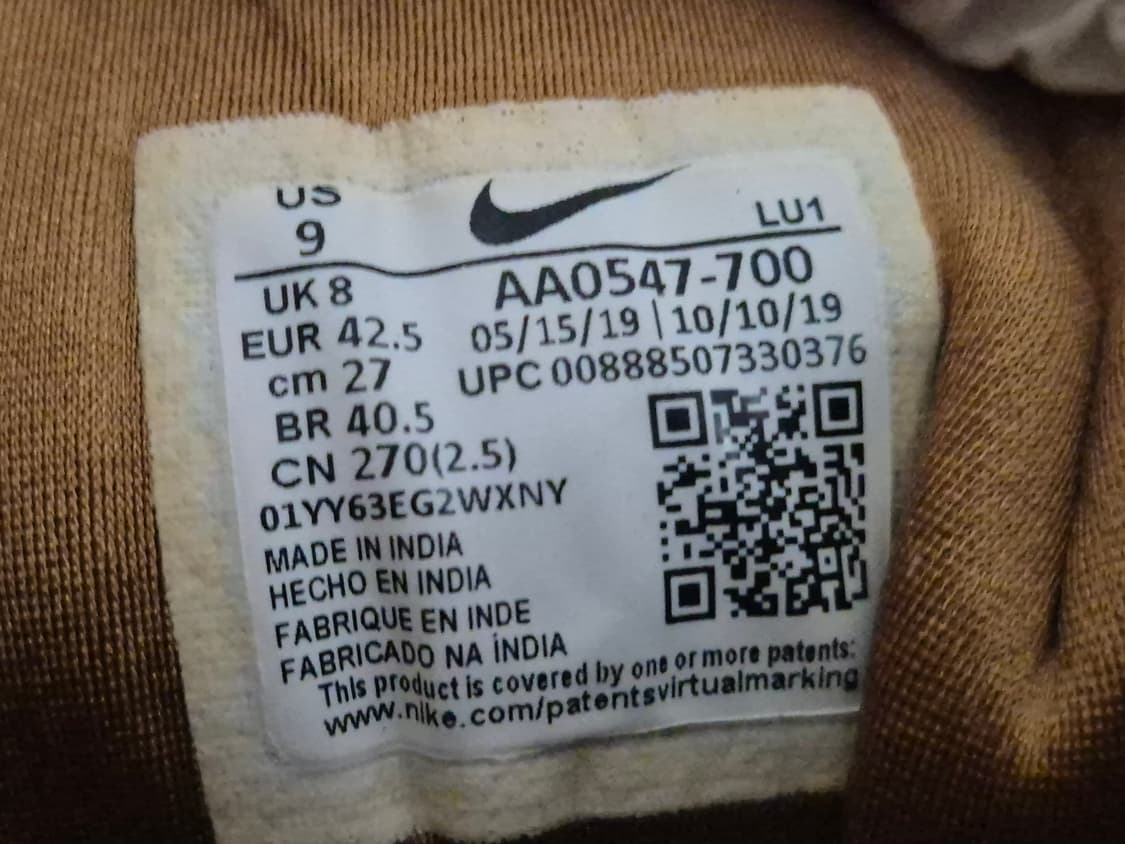 US
9
LU1
UK 8
AA0547-700
EUR 42.5
05/15/19 | 10/10/19
cm 27
UPC 00888507330376
BR 40.5
CN 270(2.5)
01YY63EG2WXNY
MADE IN INDIA
HECHO EN INDIA
FABRIQUE EN INDE
FABRICADO NA ÍNDIA
This product is covered by one or more patents:
www.nike.com/patentsvirtualmarking